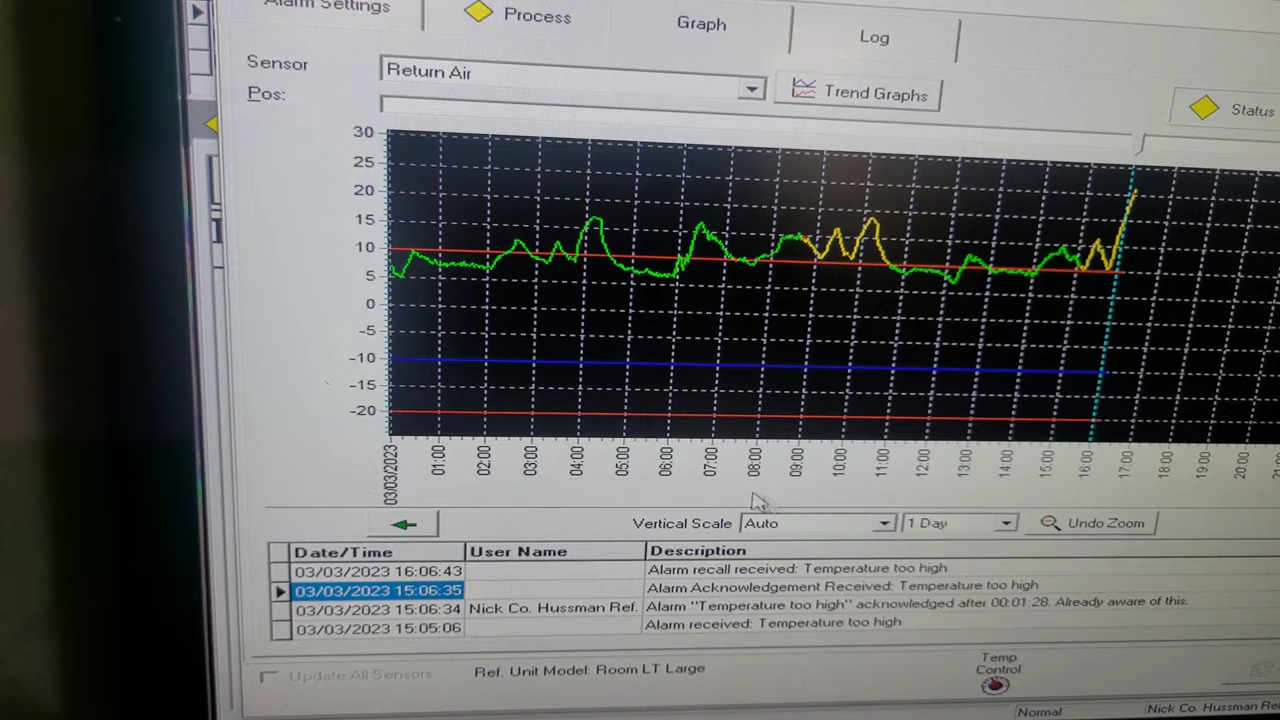 Alarm Settings
Process
Graph
Log
Sensor
Return Air
Trend Graphs
Pos:
Status
30
25
20
15
10
5
0
-5
-10
-15
-20
03/03/2023 01:00 02:00 03:00 04:00 05:00 06:00 07:00 08:00 09:00 10:00 11:00 12:00 13:00 14:00 15:00 16:00 17:00 18:00 19:00 20:00
Vertical Scale Auto 1 Day Undo Zoom
Date/Time User Name Description
03/03/2023 16:06:43 Alarm recall received: Temperature too high
03/03/2023 15:06:35 Alarm Acknowledgement Received: Temperature too high
03/03/2023 15:06:34 Nick Co. Hussman Ref. Alarm "Temperature too high" acknowledged after 00:01:28. Already aware of this.
03/03/2023 15:05:06 Alarm received: Temperature too high
Update All Sensors
Ref. Unit Model: Room LT Large
Temp
Control
Normal
Nick Co. Hussman Re